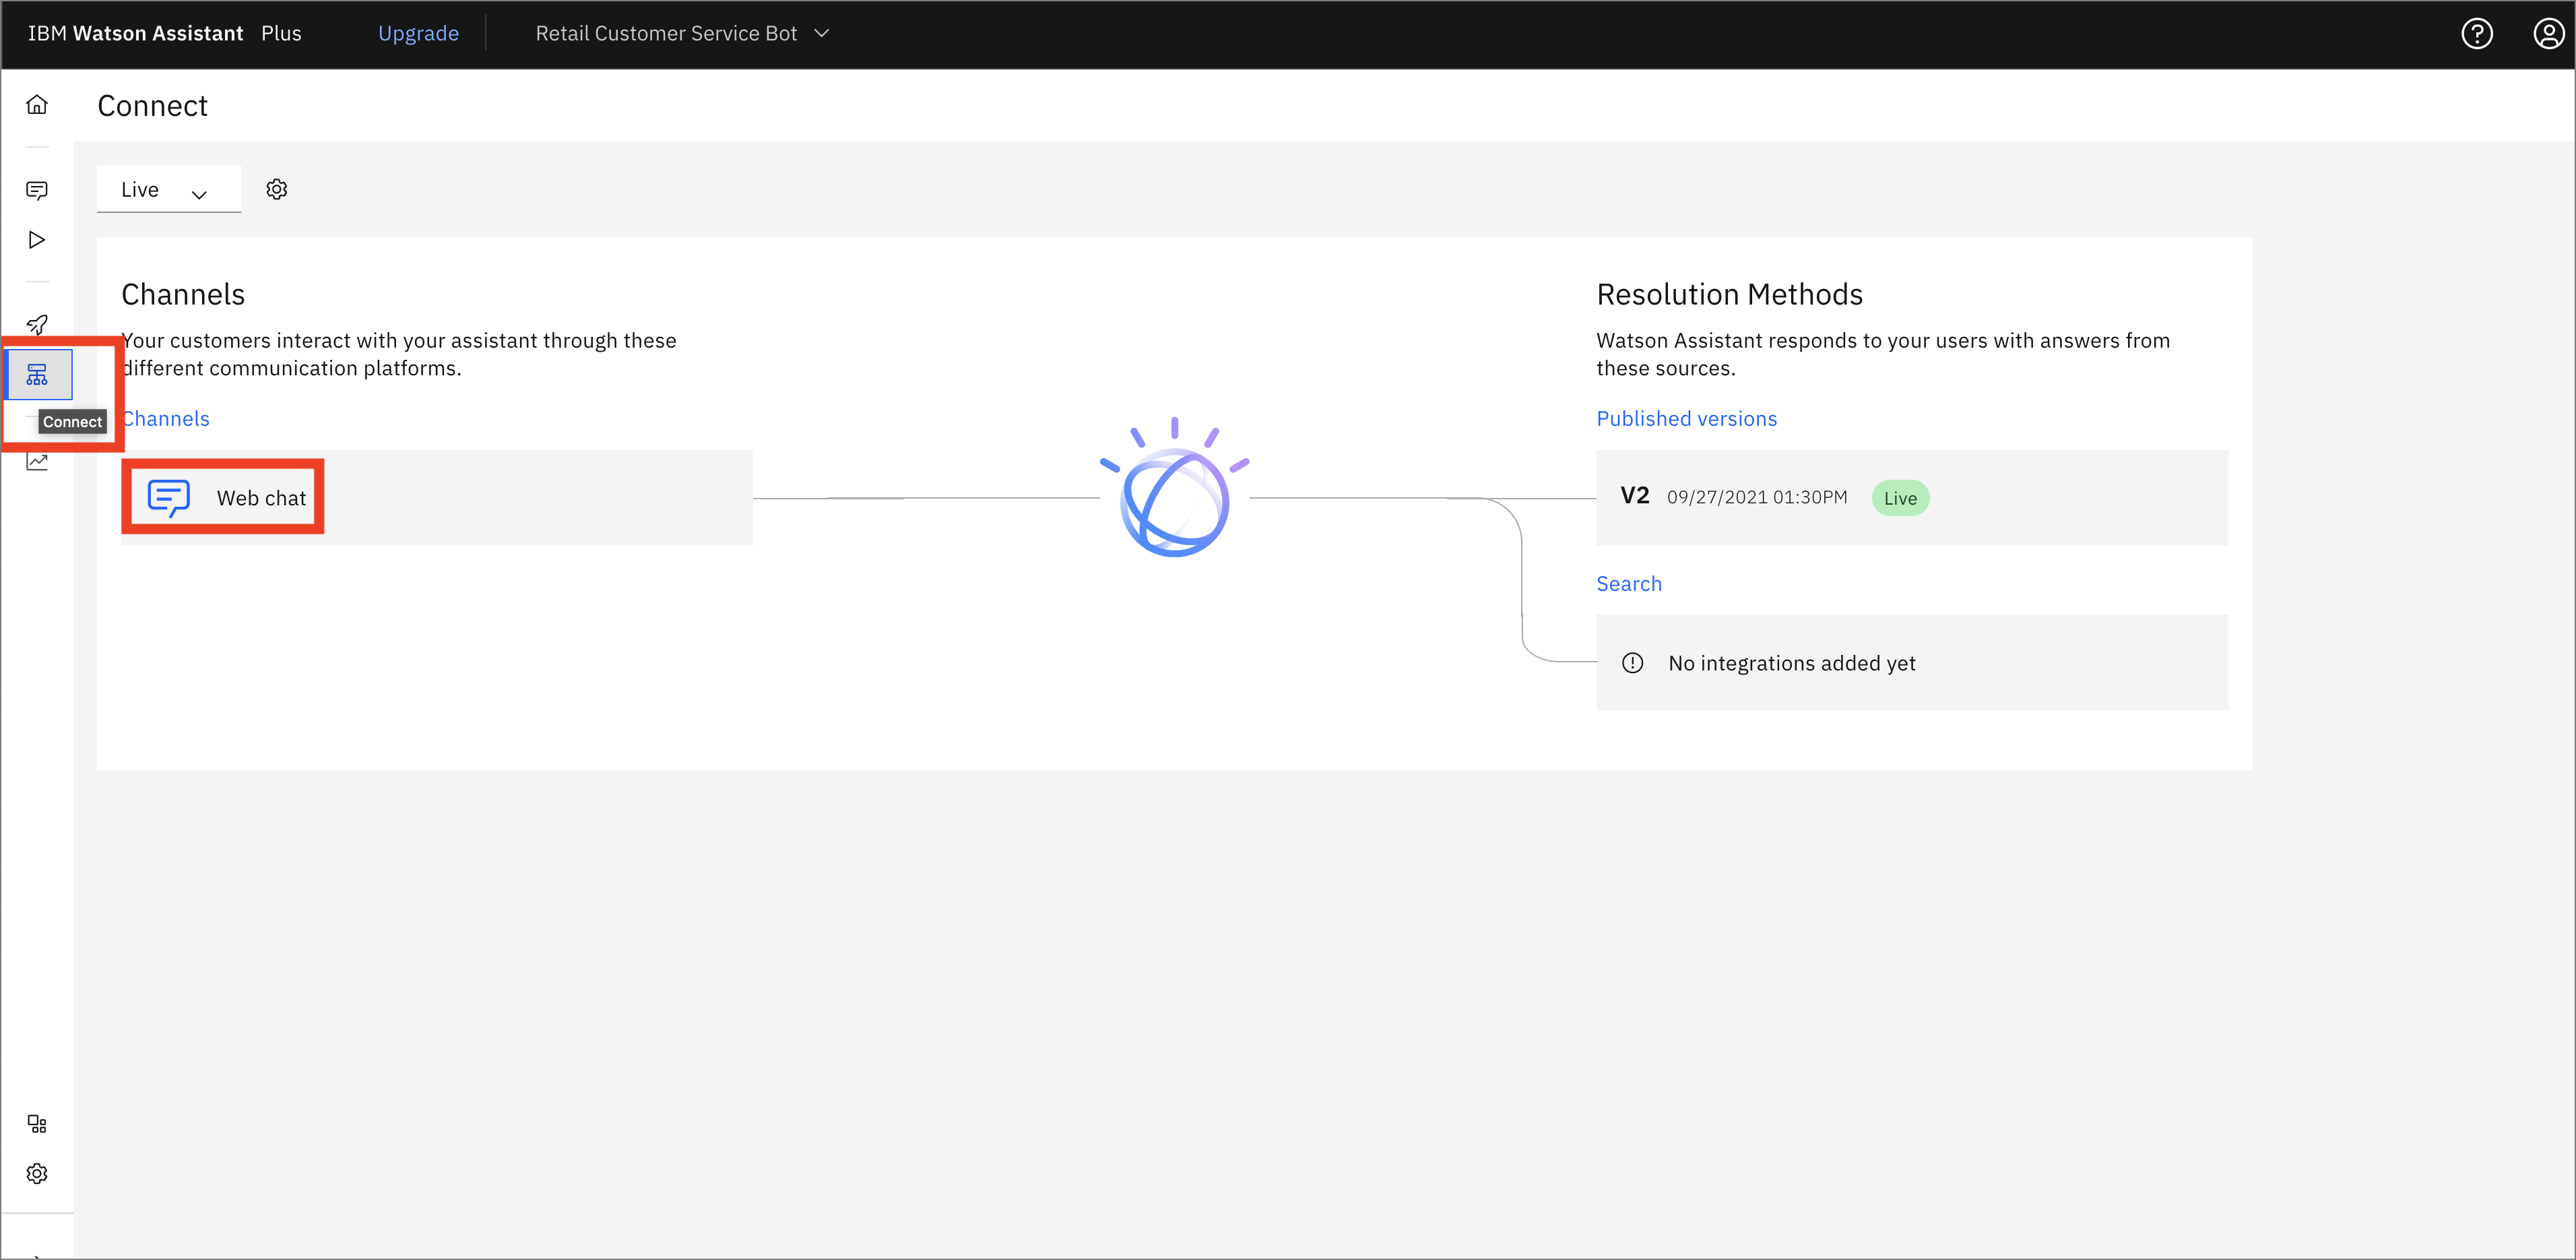 IBM Watson Assistant Plus Upgrade Retail Customer Service Bot
Connect
Live
Channels
Your customers interact with your assistant through these
different communication platforms.
Channels
Connect
Web chat
Resolution Methods
Watson Assistant responds to your users with answers from
these sources.
Published versions
V2 09/27/2021 01:30PM Live
Search
No integrations added yet